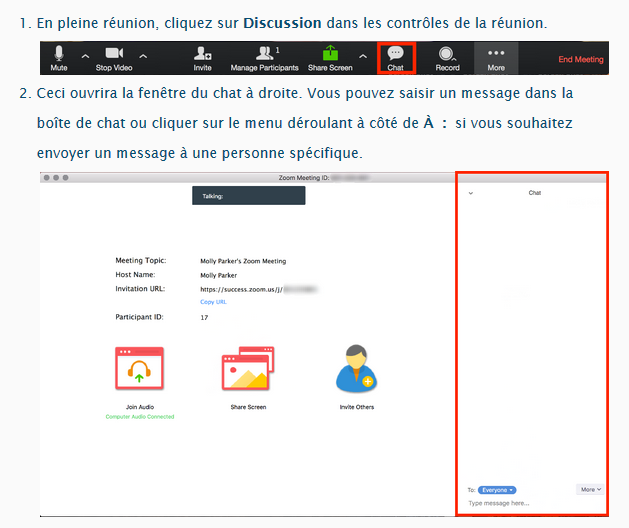 1. En pleine réunion, cliquez sur Discussion dans les contrôles de la réunion.
1
Mute Stop Video Invite Manage Participants Share Screen Chat Record More End Meeting
2. Ceci ouvrira la fenêtre du chat à droite. Vous pouvez saisir un message dans la
boîte de chat ou cliquer sur le menu déroulant à côté de À : si vous souhaitez
envoyer un message à une personne spécifique.
Zoom Meeting ID:
Talking:
Chat
Meeting Topic: Molly Parker's Zoom Meeting
Host Name: Molly Parker
Invitation URL: https://success.zoom.us/j/
Copy URL
Participant ID: 17
Join Audio Share Screen Invite Others
Computer Audio Connected
To: Everyone More
Type message here...